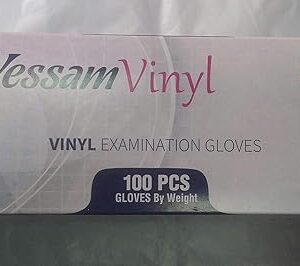 VessamVinyl
VINYL EXAMINATION GLOVES
100 PCS
GLOVES By Weight